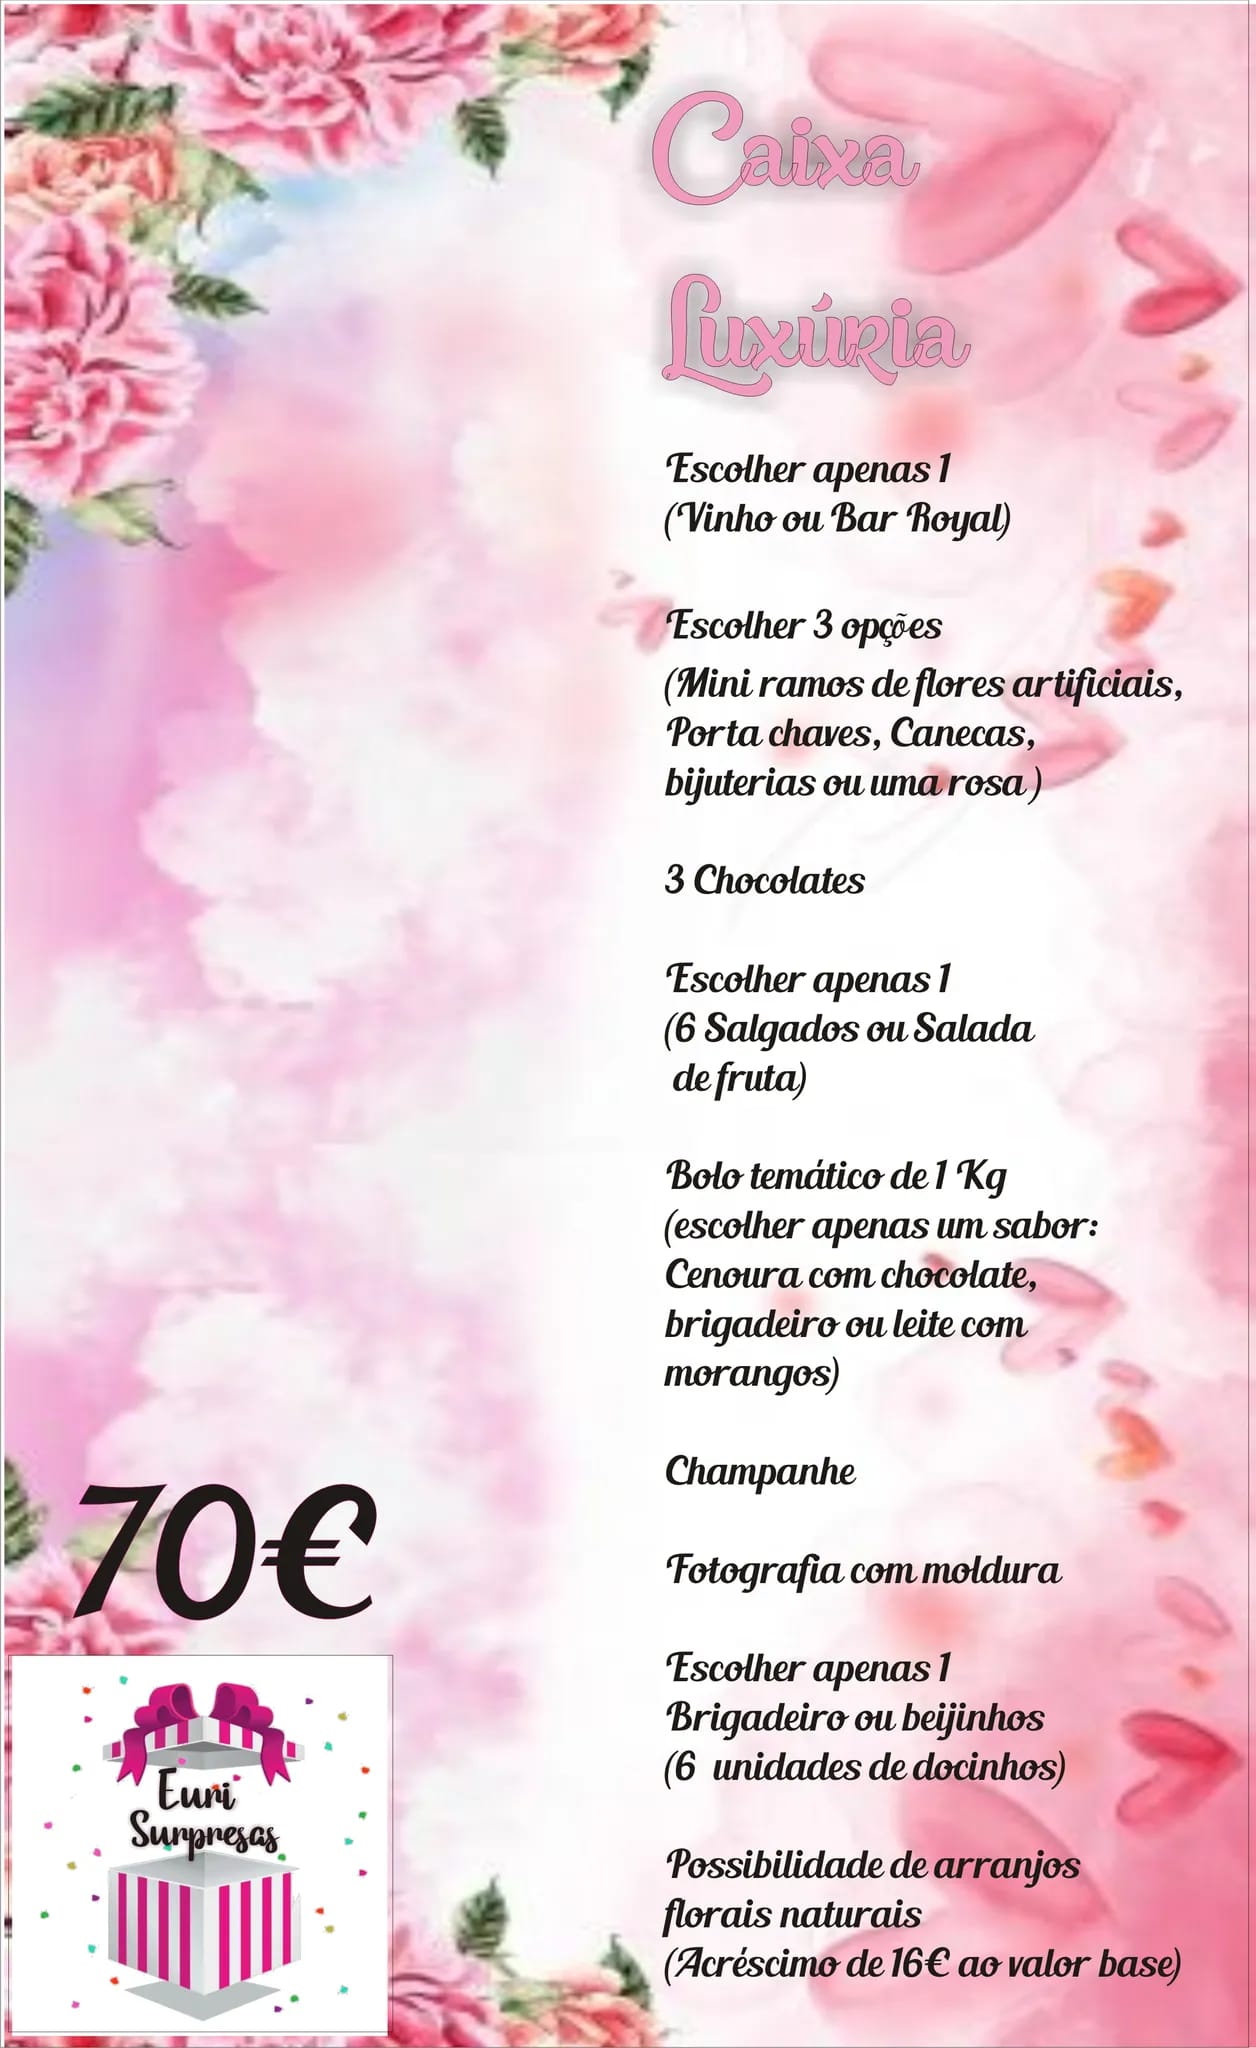 Caixa
Luxúria
Escolher apenas 1
(Vinho ou Bar Royal)
Escolher 3 opções
(Mini ramos de flores artificiais,
Porta chaves, Canecas,
bijuterias ou uma rosa )
3 Chocolates
Escolher apenas 1
(6 Salgados ou Salada
de fruta)
Bolo temático de 1 Kg
(escolher apenas um sabor:
Cenoura com chocolate,
brigadeiro ou leite com
morangos)
Champanhe
Fotografia com moldura
Escolher apenas 1
Brigadeiro ou beijinhos
(6 unidades de docinhos)
Possibilidade de arranjos
florais naturais
(Acréscimo de 16€ ao valor base)
70€
Euri
Surpresas